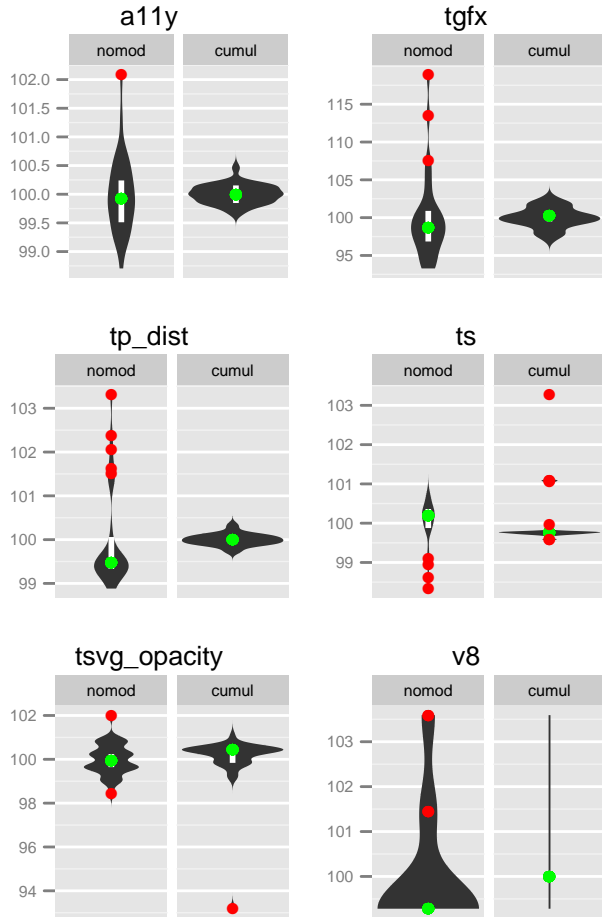 a11y
nomod cumul
102.0
101.5
101.0
100.5
100.0
99.5
99.0
tgfx
nomod cumul
115
110
105
100
95
tp_dist
nomod cumul
103
102
101
100
99
ts
nomod cumul
103
102
101
100
99
tsvg_opacity
nomod cumul
102
100
98
96
94
v8
nomod cumul
103
102
101
100